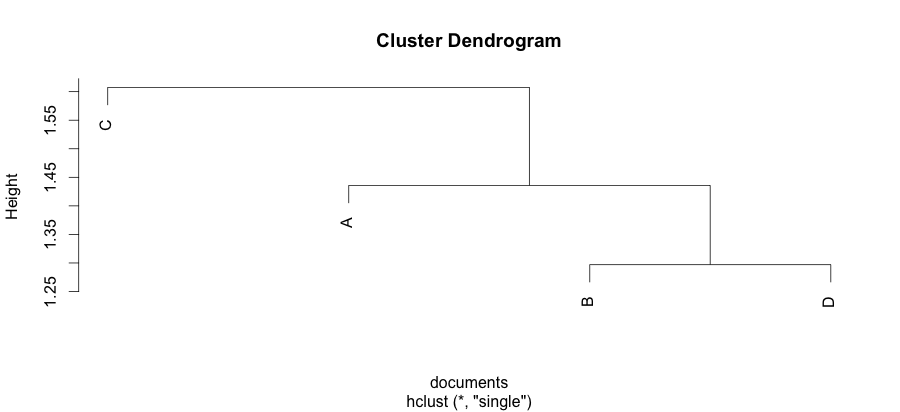 Cluster Dendrogram
Height
1.55
1.45
1.35
1.25
C
A
B
D
documents
hclust (*, "single")